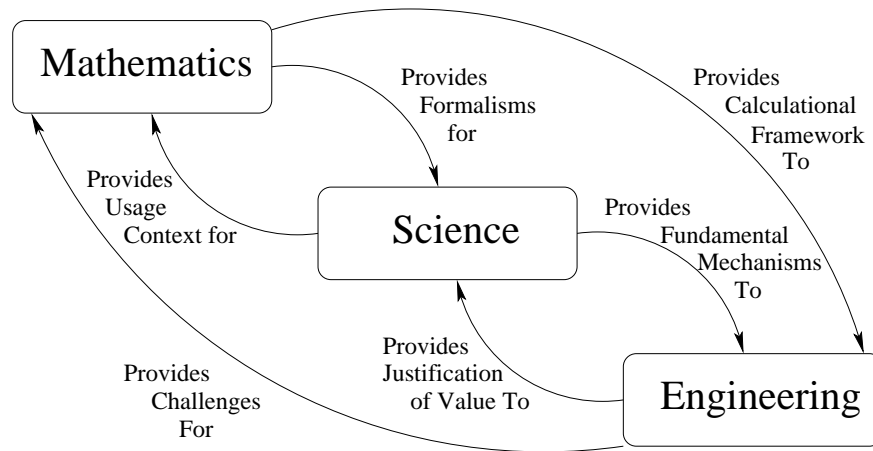 Mathematics
Provides
Formalisms
for
Provides
Calculational
Framework
To
Provides
Usage
Context for
Science
Provides
Fundamental
Mechanisms
To
Provides
Justification
of Value To
Provides
Challenges
For
Engineering